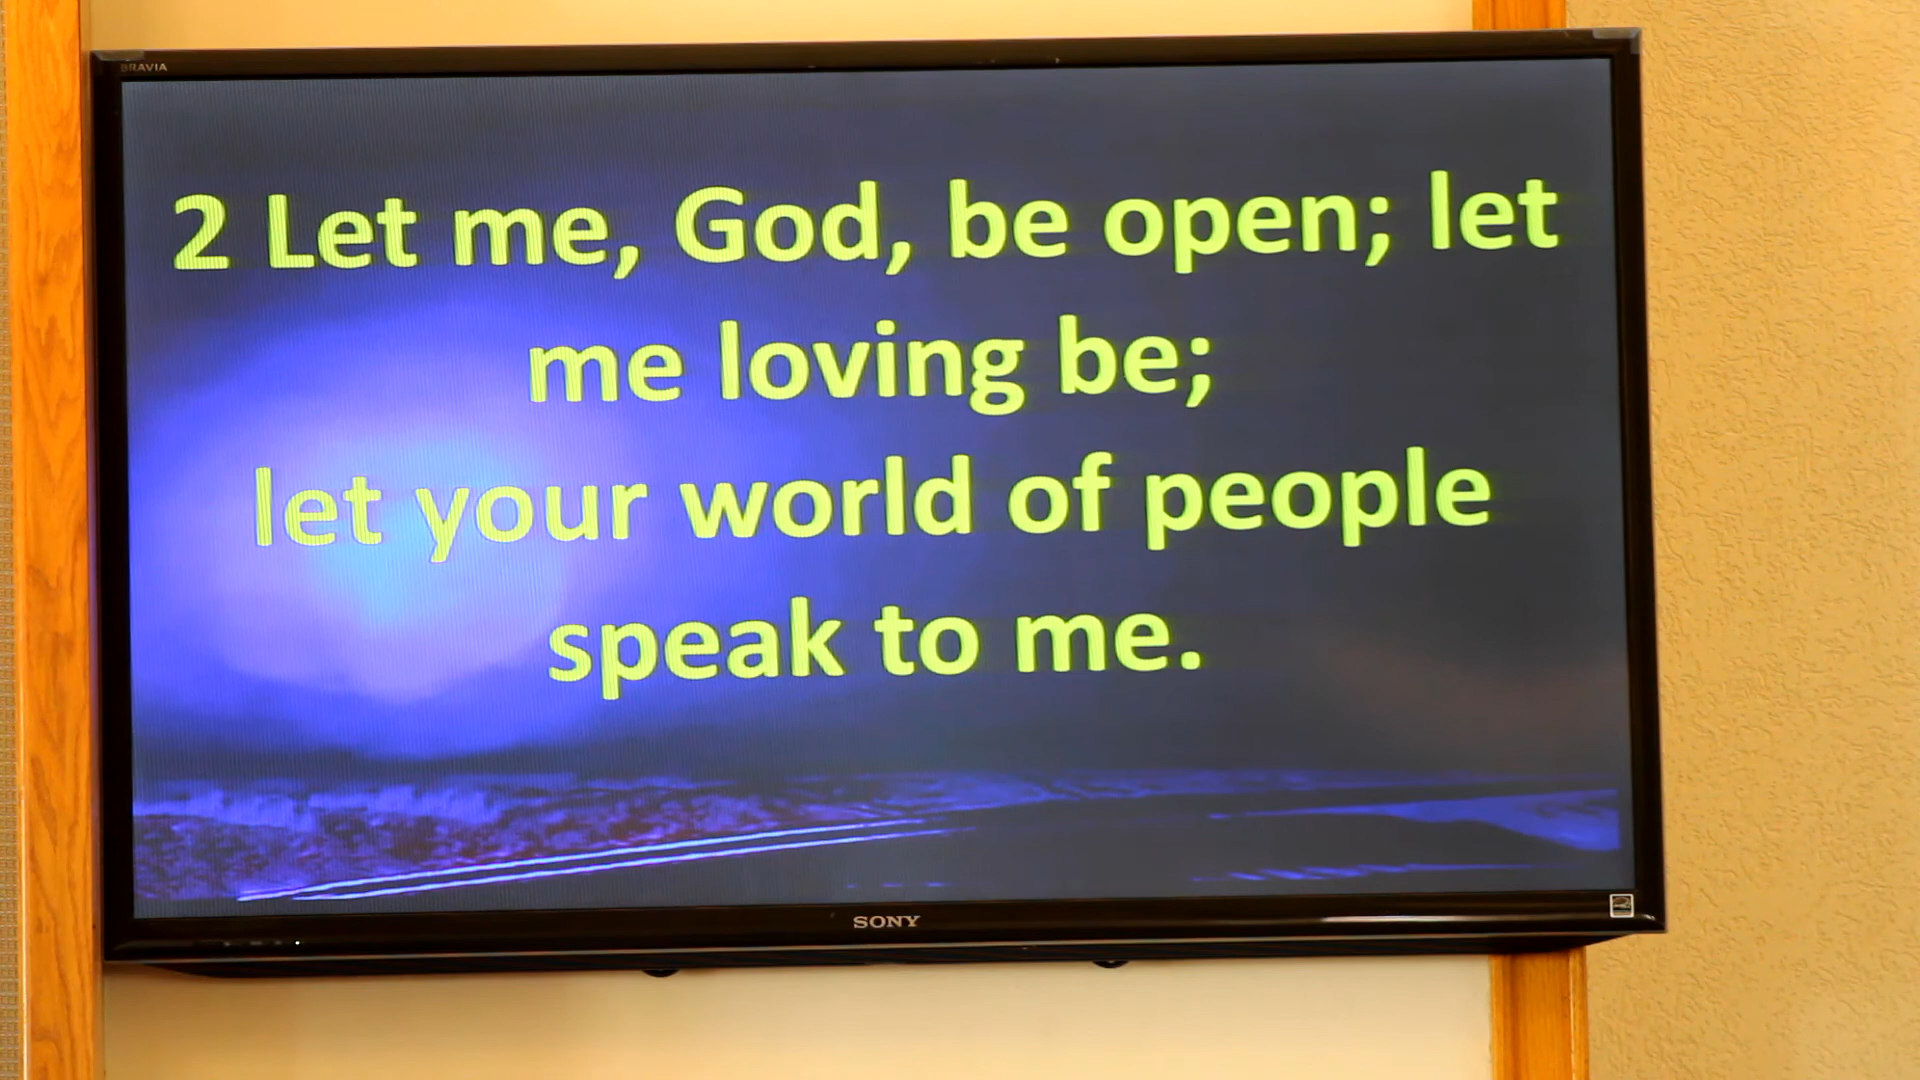 BRAVIA
2 Let me, God, be open; let
me loving be;
let your world of people
speak to me.
SONY